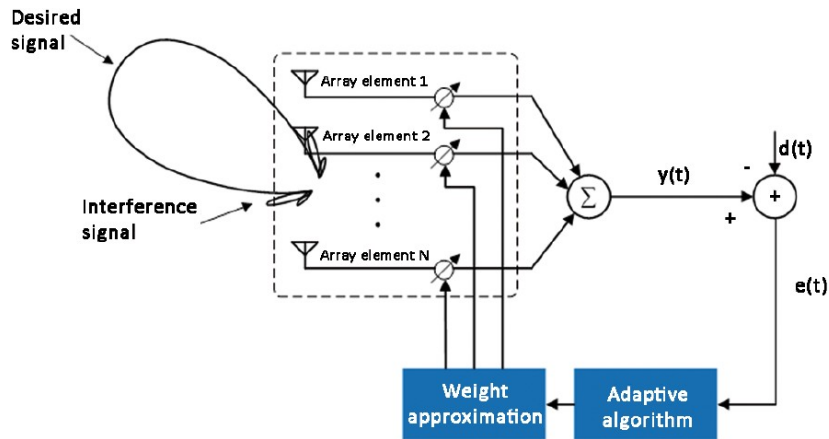 Desired
signal
Array element 1
Array element 2
d(t)
-
y(t)
Σ
+
+
Interference
signal
Array element N
e(t)
Weight
approximation
Adaptive
algorithm